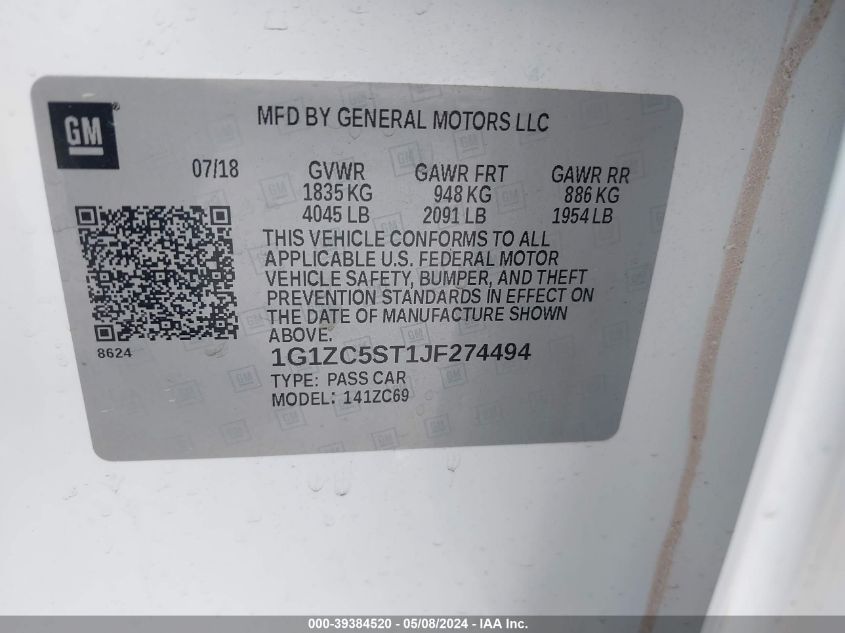 GM
MFD BY GENERAL MOTORS LLC
07/18 GVWR GAWR FRT GAWR RR
1835 KG 948 KG 886 KG
4045 LB 2091 LB 1954 LB
THIS VEHICLE CONFORMS TO ALL
APPLICABLE U.S. FEDERAL MOTOR
VEHICLE SAFETY, BUMPER, AND THEFT
PREVENTION STANDARDS IN EFFECT ON
THE DATE OF MANUFACTURE SHOWN
ABOVE.
8624
1G1ZC5ST1JF274494
TYPE: PASS CAR
MODEL: 141ZC69
000-39384520 - 05/08/2024 - IAA Inc.